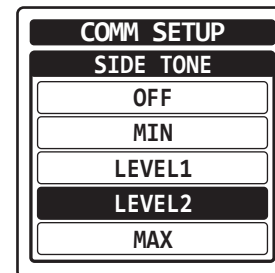 COMM SETUP
SIDE TONE
OFF
MIN
LEVEL1
LEVEL2
MAX